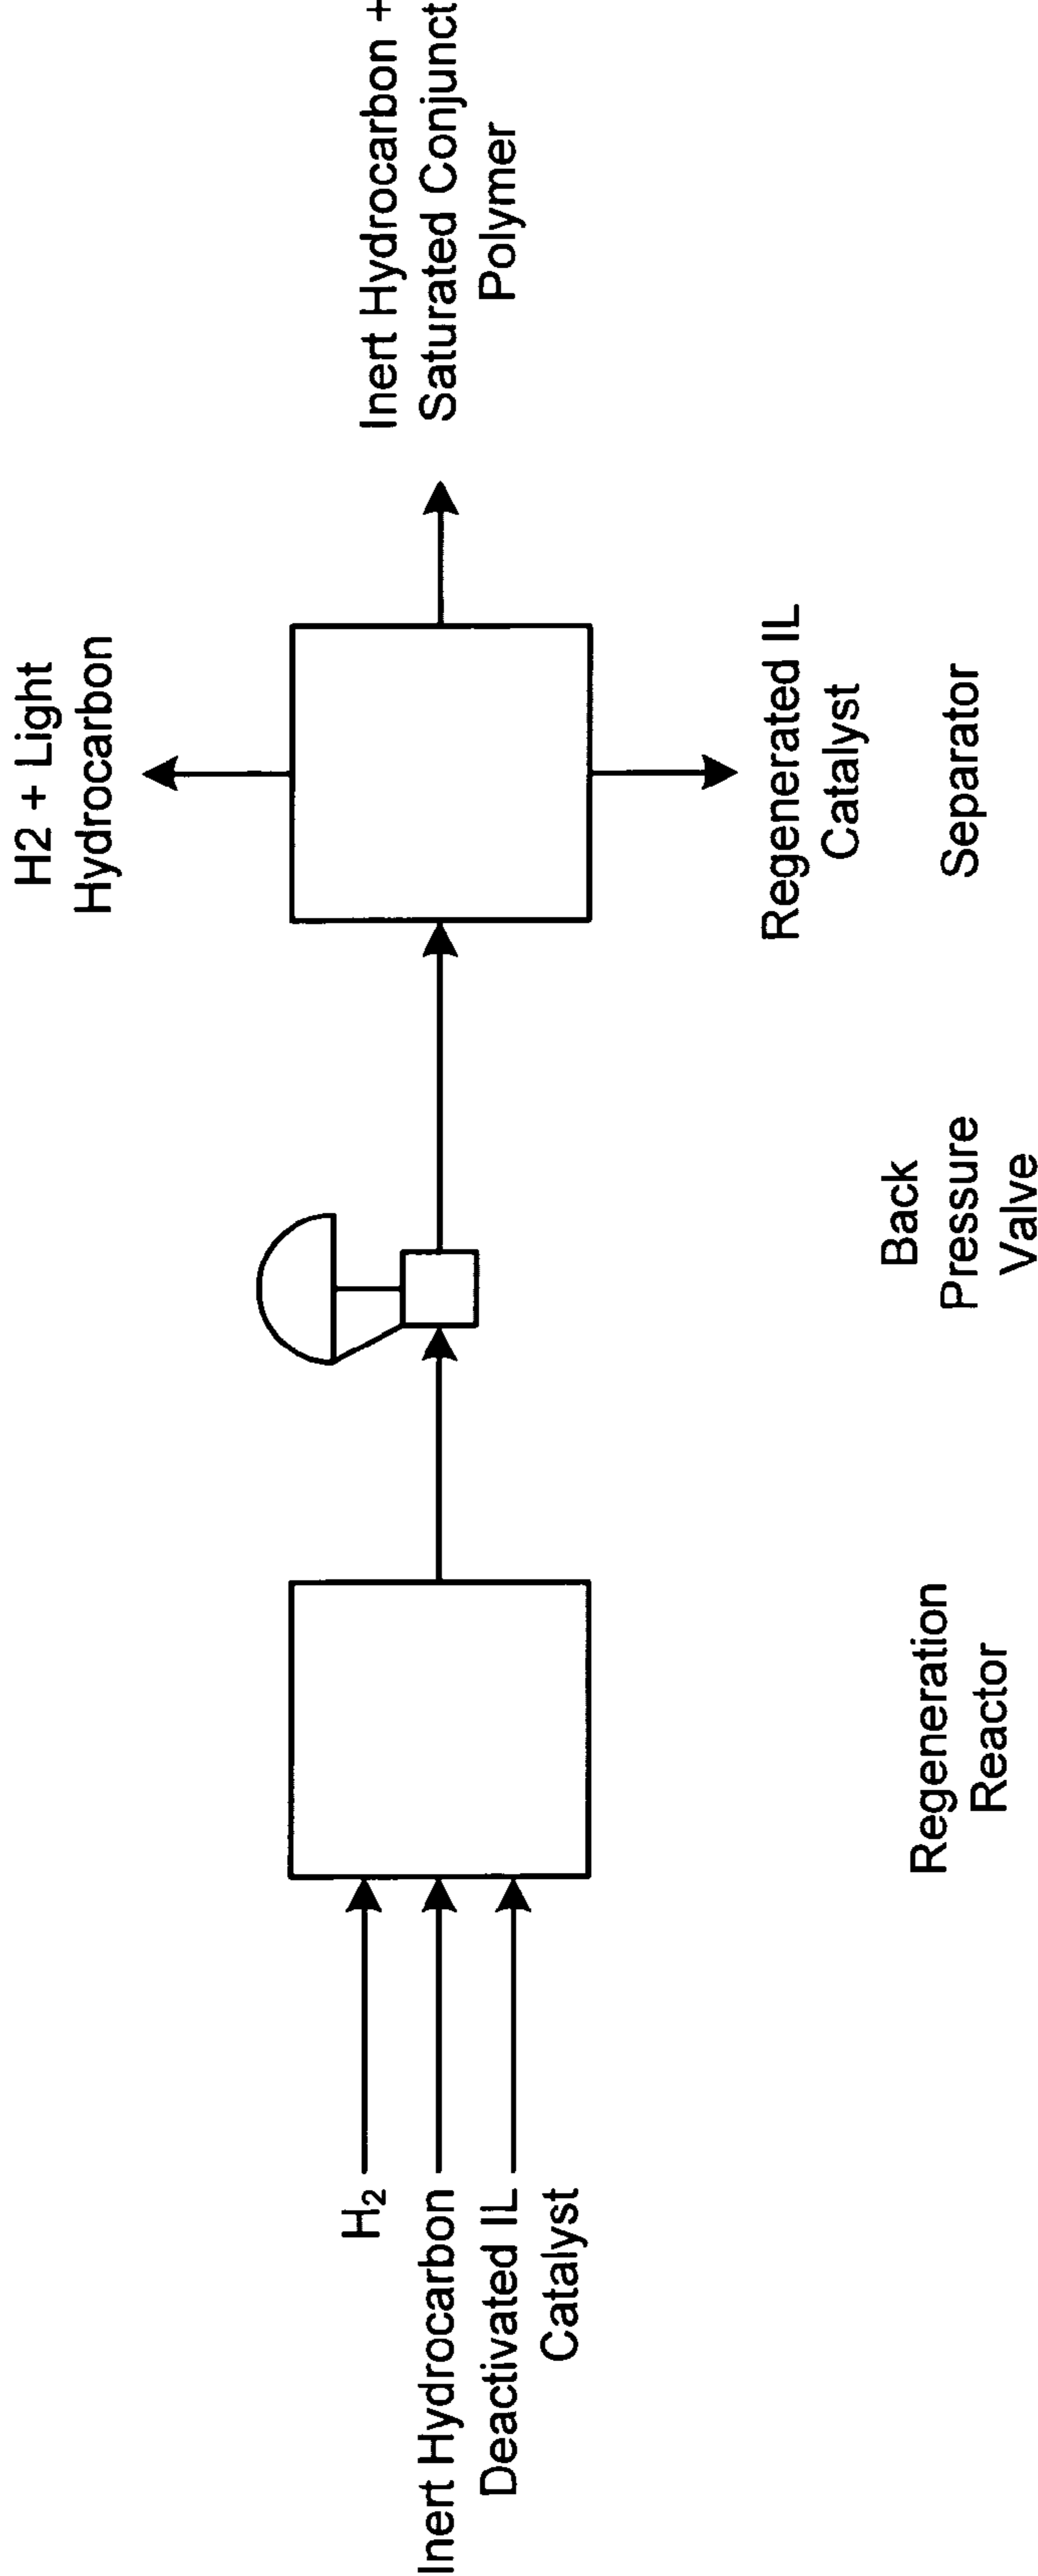 H₂
Inert Hydrocarbon
Deactivated IL
Catalyst
H2 + Light
Hydrocarbon
Inert Hydrocarbon +
Saturated Conjunct
Polymer
Regenerated IL
Catalyst
Regeneration
Reactor
Back
Pressure
Valve
Separator